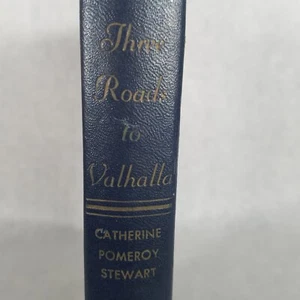 Three
Roads
to
Valhalla
CATHERINE
POMEROY
STEWART